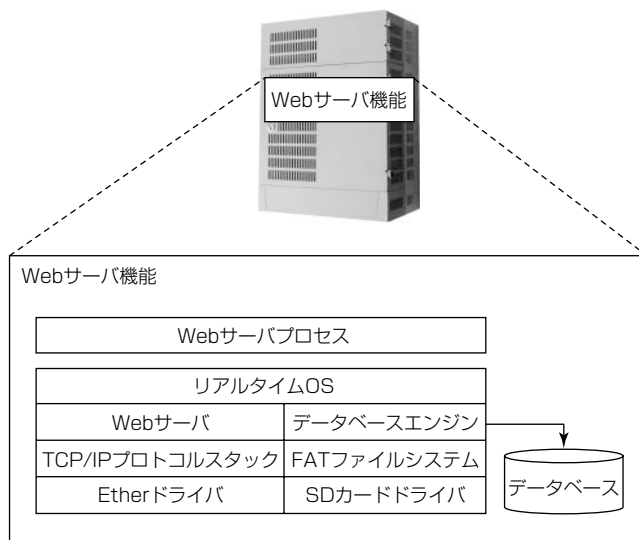 Webサーバ機能
Webサーバ機能
Webサーバプロセス
リアルタイムOS
Webサーバ
データベースエンジン
TCP/IPプロトコルスタック
FATファイルシステム
Etherドライバ
SDカードドライバ
データベース